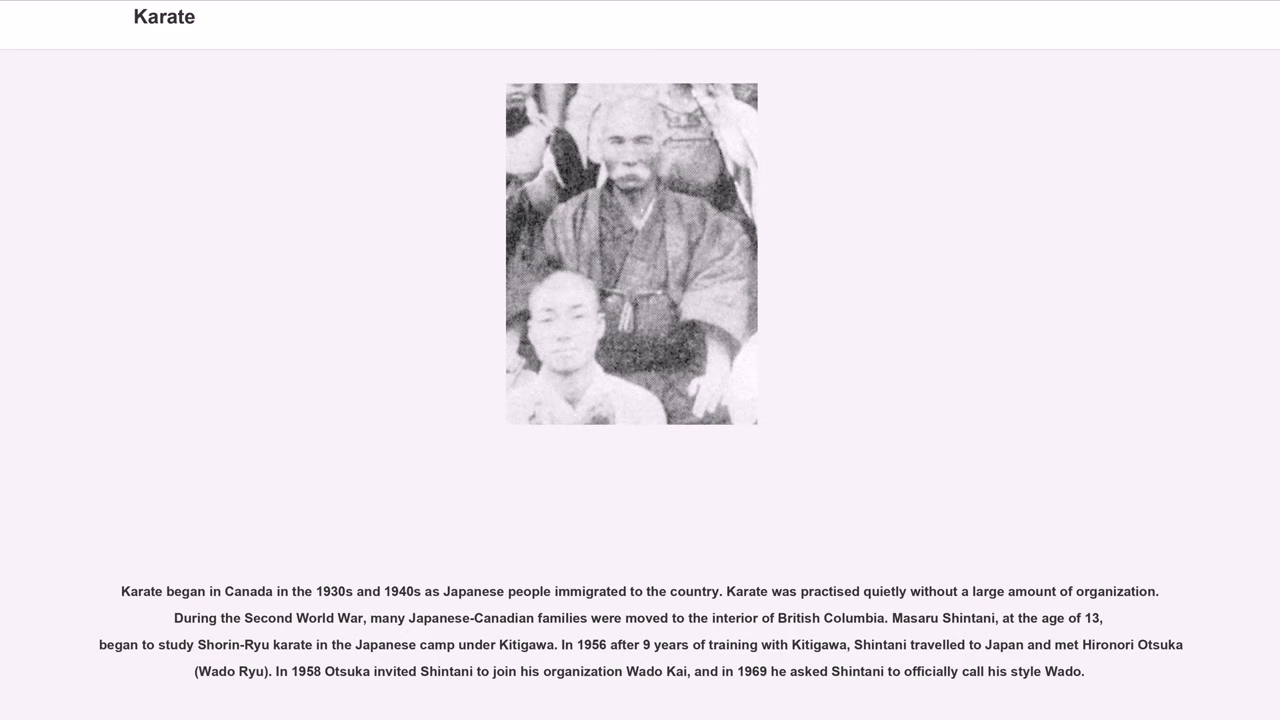 Karate
Karate began in Canada in the 1930s and 1940s as Japanese people immigrated to the country. Karate was practised quietly without a large amount of organization.
During the Second World War, many Japanese-Canadian families were moved to the interior of British Columbia. Masaru Shintani, at the age of 13,
began to study Shorin-Ryu karate in the Japanese camp under Kitigawa. In 1956 after 9 years of training with Kitigawa, Shintani travelled to Japan and met Hironori Otsuka
(Wado Ryu). In 1958 Otsuka invited Shintani to join his organization Wado Kai, and in 1969 he asked Shintani to officially call his style Wado.